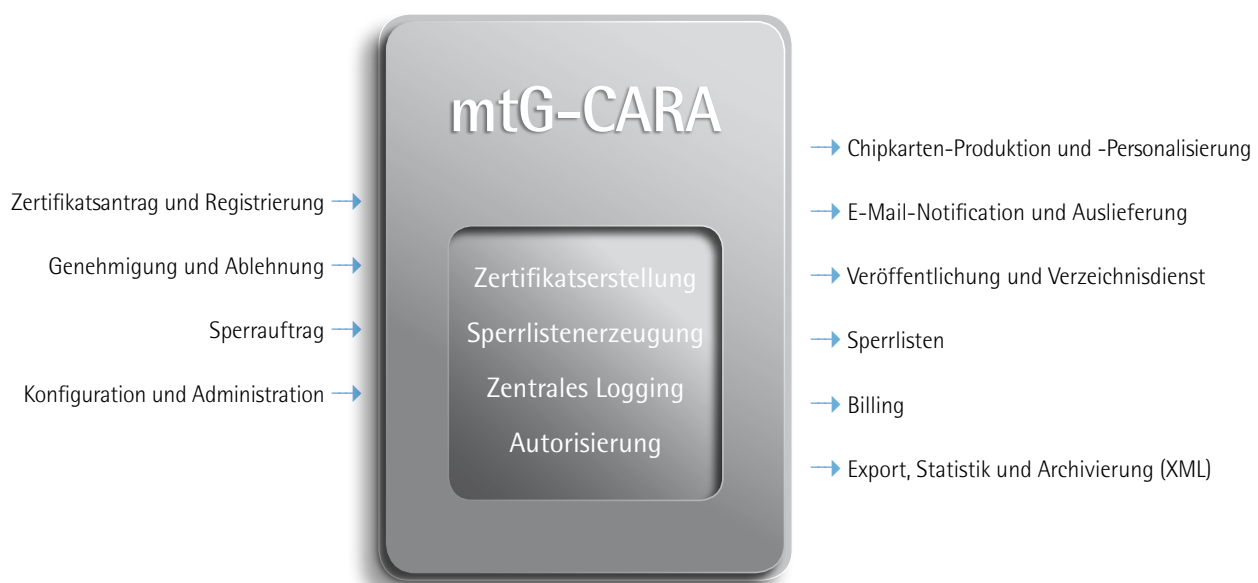 mtG-CARA
Zertifikatsantrag und Registrierung
Genehmigung und Ablehnung
Sperrauftrag
Konfiguration und Administration
Zertifikatserstellung
Sperrlistenerzeugung
Zentrales Logging
Autorisierung
Chipkarten-Produktion und -Personalisierung
E-Mail-Notification und Auslieferung
Veröffentlichung und Verzeichnisdienst
Sperrlisten
Billing
Export, Statistik und Archivierung (XML)